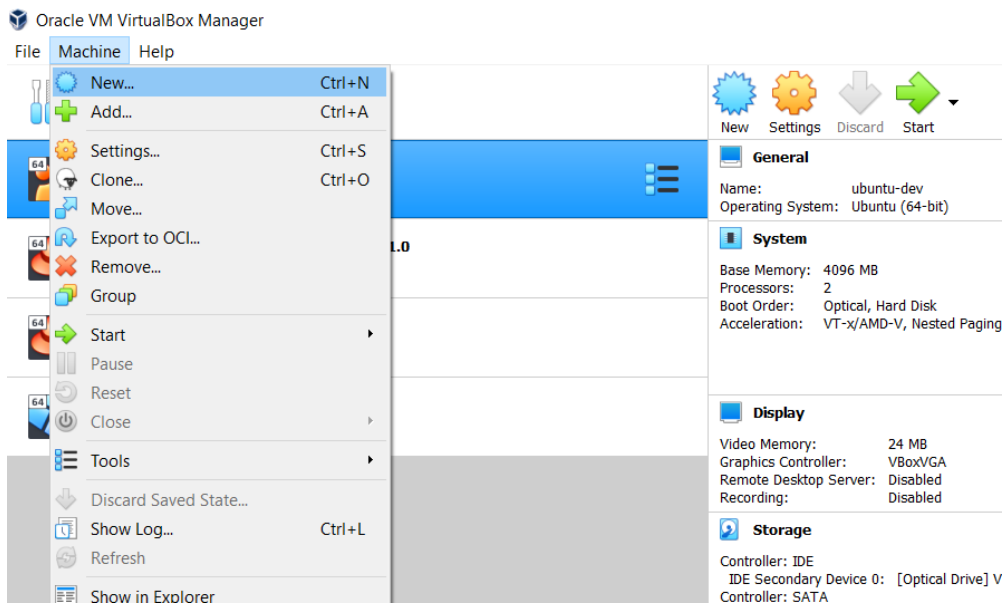 Oracle VM VirtualBox Manager
File Machine Help
New... Ctrl+N
Add... Ctrl+A
Settings... Ctrl+S
Clone... Ctrl+O
Move...
Export to OCI...
Remove...
Group
Start
Pause
Reset
Close
Tools
Discard Saved State...
Show Log... Ctrl+L
Refresh
Show in Explorer
64
64
1.0
64
64
New Settings Discard Start
General
Name: ubuntu-dev
Operating System: Ubuntu (64-bit)
System
Base Memory: 4096 MB
Processors: 2
Boot Order: Optical, Hard Disk
Acceleration: VT-x/AMD-V, Nested Paging
Display
Video Memory: 24 MB
Graphics Controller: VBoxVGA
Remote Desktop Server: Disabled
Recording: Disabled
Storage
Controller: IDE
IDE Secondary Device 0: [Optical Drive] V
Controller: SATA